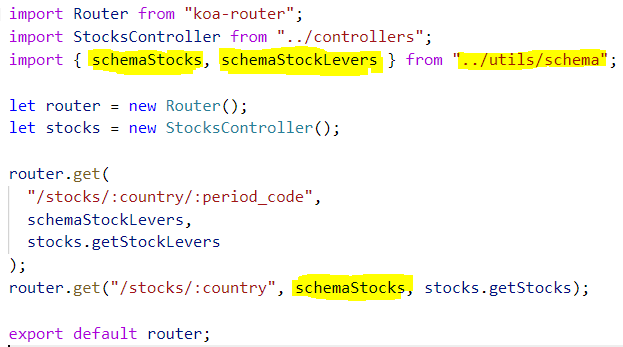 import Router from "koa-router";
import StocksController from "../controllers";
import { schemaStocks, schemaStockLevers } from "../utils/schema";
let router = new Router();
let stocks = new StocksController();
router.get(
"/stocks/:country/:period_code",
schemaStockLevers,
stocks.getStockLevers
);
router.get("/stocks/:country", schemaStocks, stocks.getStocks);
export default router;